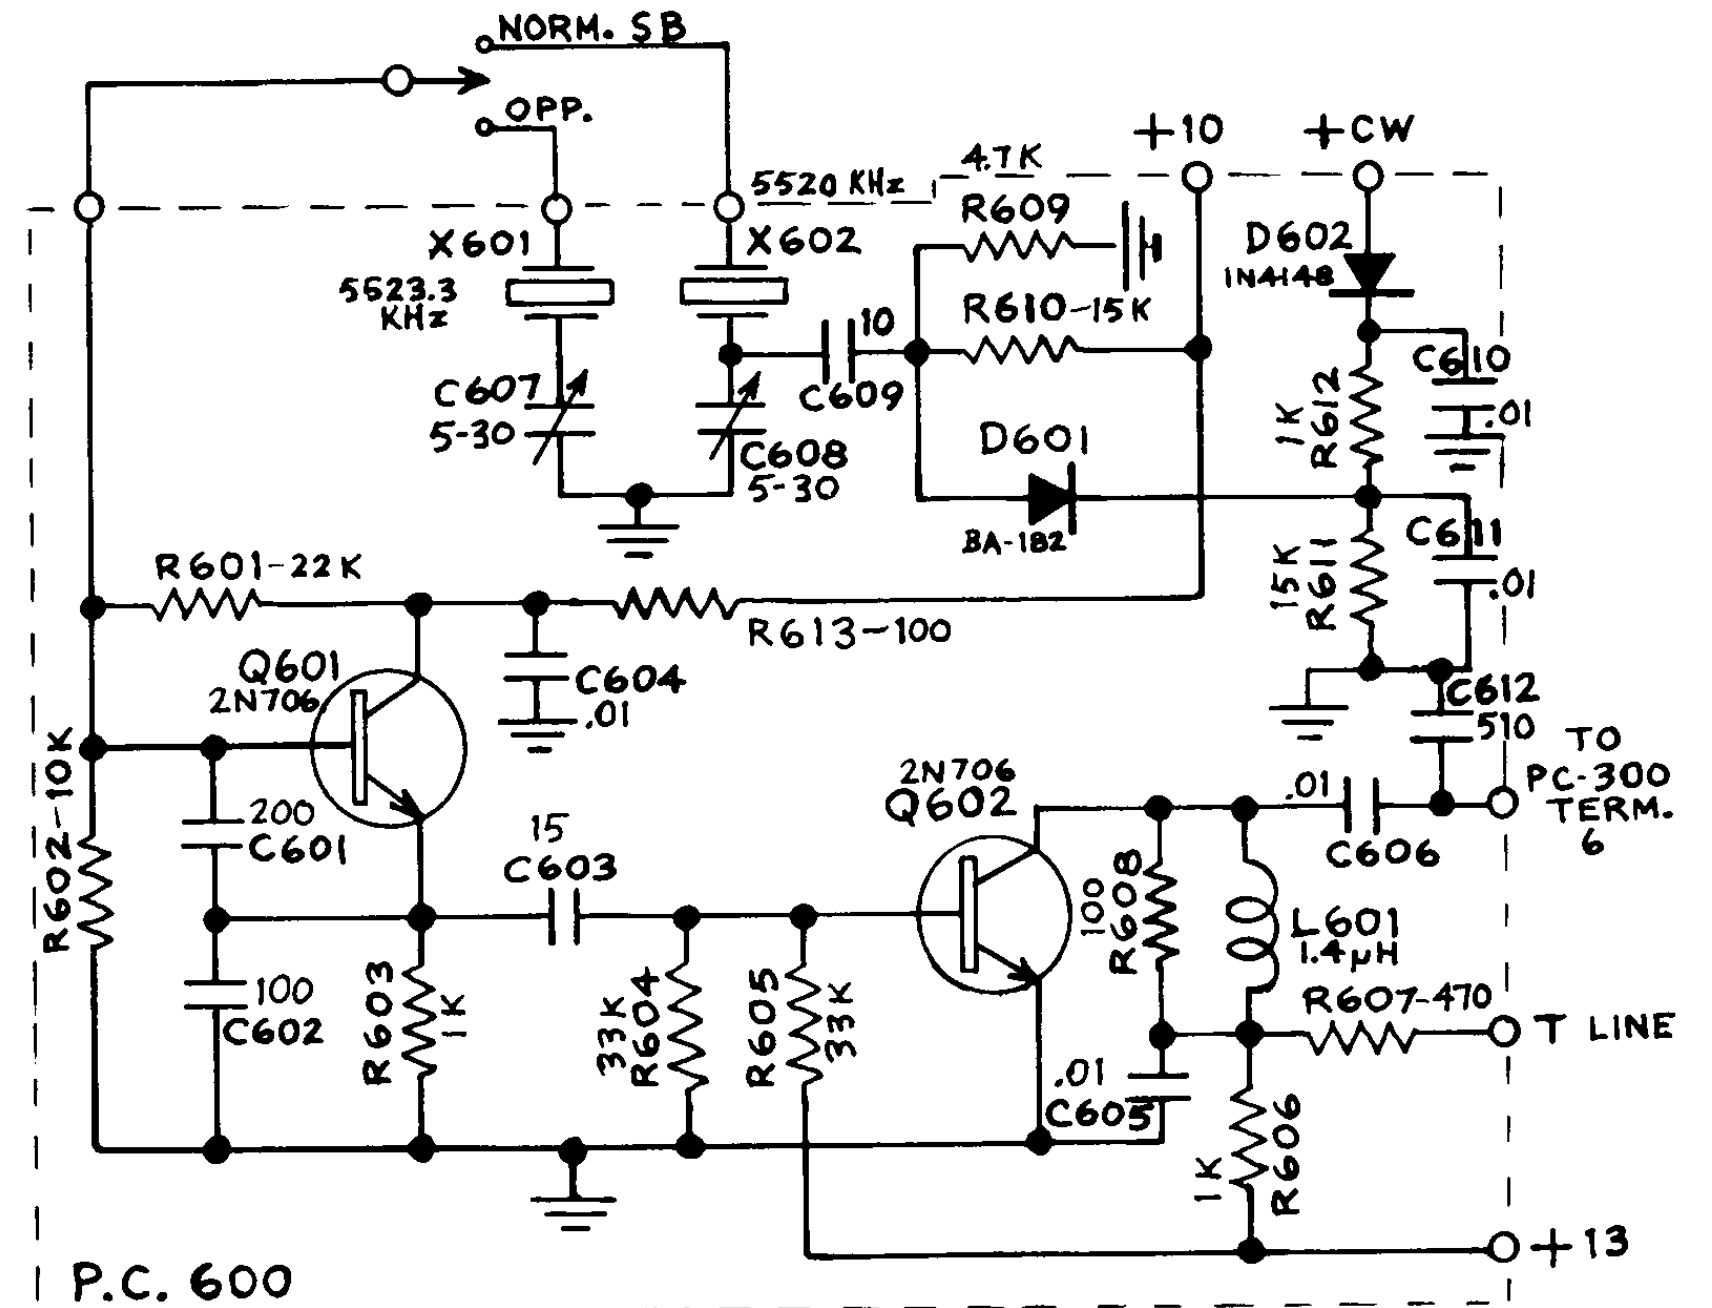 NORM. SB
OPP.
+10
+CW
4.7K
5520 KHz
R609
X601
X602
D602
1N4148
5523.3
KHz
R610-15K
10
C609
C607
5-30
C608
5-30
D601
BA-182
1K
R612
C610
.01
C611
.01
15K
R611
R601-22K
R613-100
Q601
2N706
C604
.01
C612
510
TO
PC-300
TERM.
6
R602-10K
200
C601
15
C603
2N706
Q602
.01
C606
100
R608
L601
1.4µH
100
C602
R603
1K
33K
R604
R605
33K
R607-470
T LINE
.01
C605
1K
R606
+13
P.C. 600